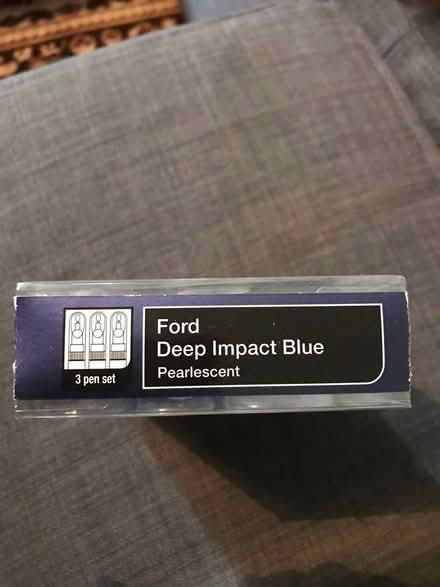 Ford
Deep Impact Blue
Pearlescent
3 pen set